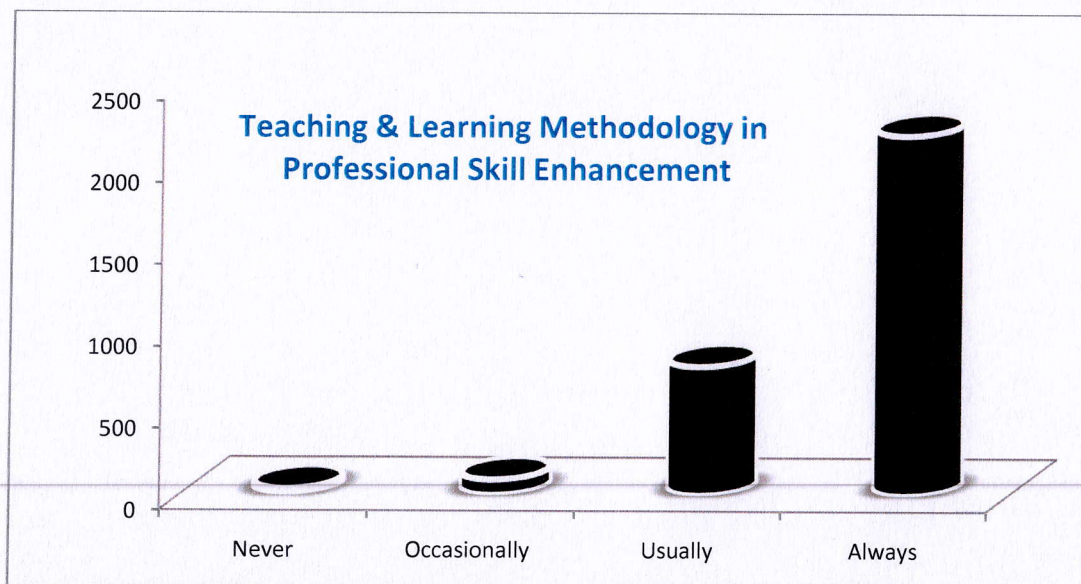 Teaching & Learning Methodology in
Professional Skill Enhancement
2500
2000
1500
1000
500
0
Never Occasionally Usually Always